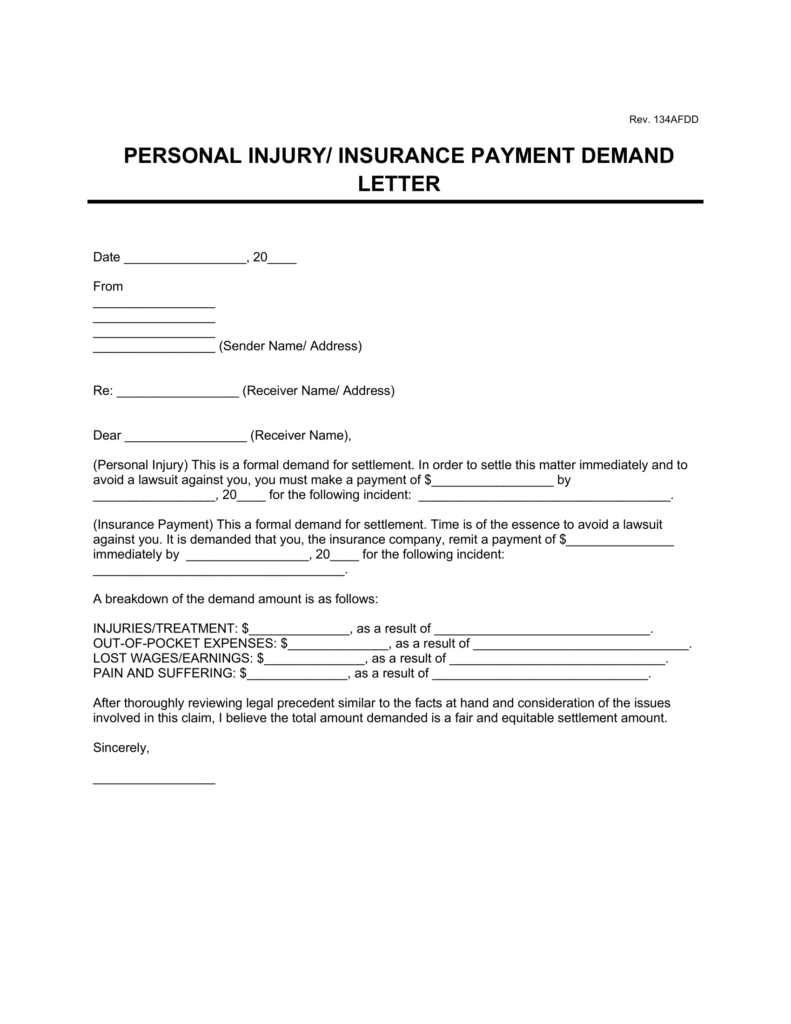 Rev. 134AFDD
PERSONAL INJURY/ INSURANCE PAYMENT DEMAND
LETTER
Date _________________, 20____
From
_________________
_________________
_________________
_________________ (Sender Name/ Address)
Re: _________________ (Receiver Name/ Address)
Dear _________________ (Receiver Name),
(Personal Injury) This is a formal demand for settlement. In order to settle this matter immediately and to
avoid a lawsuit against you, you must make a payment of $_________________ by
_________________, 20____ for the following incident: ___________________________________.
(Insurance Payment) This a formal demand for settlement. Time is of the essence to avoid a lawsuit
against you. It is demanded that you, the insurance company, remit a payment of $_______________
immediately by _________________, 20____ for the following incident:
___________________________________.
A breakdown of the demand amount is as follows:
INJURIES/TREATMENT: $______________, as a result of ______________________________.
OUT-OF-POCKET EXPENSES: $______________, as a result of ______________________________.
LOST WAGES/EARNINGS: $______________, as a result of ______________________________.
PAIN AND SUFFERING: $______________, as a result of ______________________________.
After thoroughly reviewing legal precedent similar to the facts at hand and consideration of the issues
involved in this claim, I believe the total amount demanded is a fair and equitable settlement amount.
Sincerely,
_________________